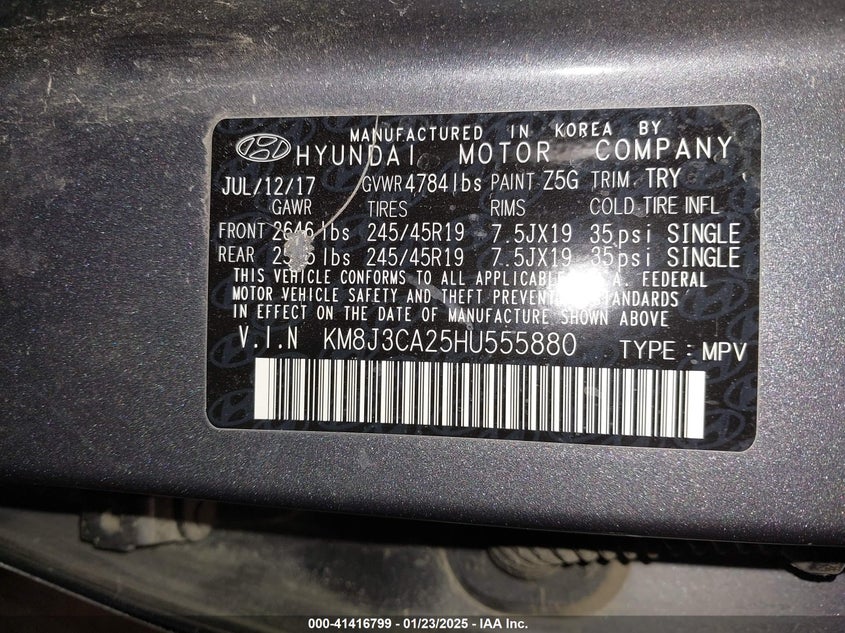 MANUFACTURED IN KOREA BY
HYUNDAI MOTOR COMPANY
JUL/12/17 GVWR 4784lbs PAINT Z5G TRIM TRY
GAWR TIRES RIMS COLD TIRE INFL
FRONT 2646lbs 245/45R19 7.5JX19 35psi SINGLE
REAR lbs 245/45R19 7.5JX19 35psi SINGLE
THIS VEHICLE CONFORMS TO ALL APPLICABLE FEDERAL
MOTOR VEHICLE SAFETY AND THEFT PREVENTION STANDARDS
IN EFFECT ON THE DATE OF MANUFACTURE SHOWN ABOVE
V.I.N KM8J3CA25HU555880 TYPE : MPV
000-41416799 - 01/23/2025 - IAA Inc.